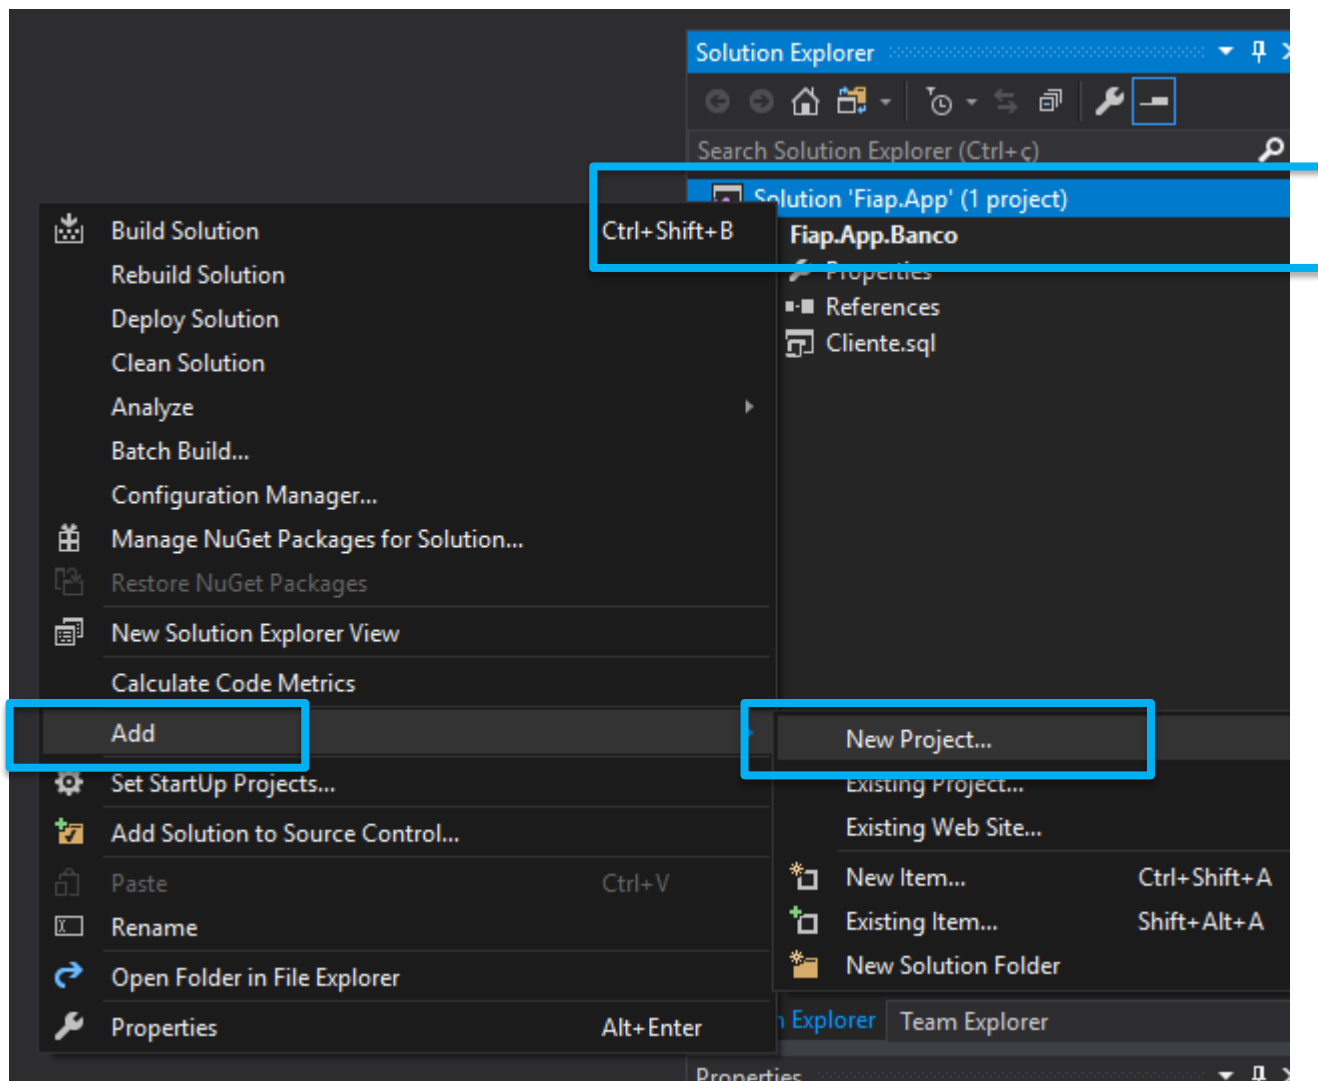 Solution Explorer
Search Solution Explorer (Ctrl+ç)
Solution 'Fiap.App' (1 project)
Fiap.App.Banco
Properties
References
Cliente.sql
Build Solution Ctrl+Shift+B
Rebuild Solution
Deploy Solution
Clean Solution
Analyze
Batch Build...
Configuration Manager...
Manage NuGet Packages for Solution...
Restore NuGet Packages
New Solution Explorer View
Calculate Code Metrics
Add
Set StartUp Projects...
Add Solution to Source Control...
Paste Ctrl+V
Rename
Open Folder in File Explorer
Properties Alt+Enter
New Project...
Existing Project...
Existing Web Site...
New Item... Ctrl+Shift+A
Existing Item... Shift+Alt+A
New Solution Folder
Explorer Team Explorer
Properties